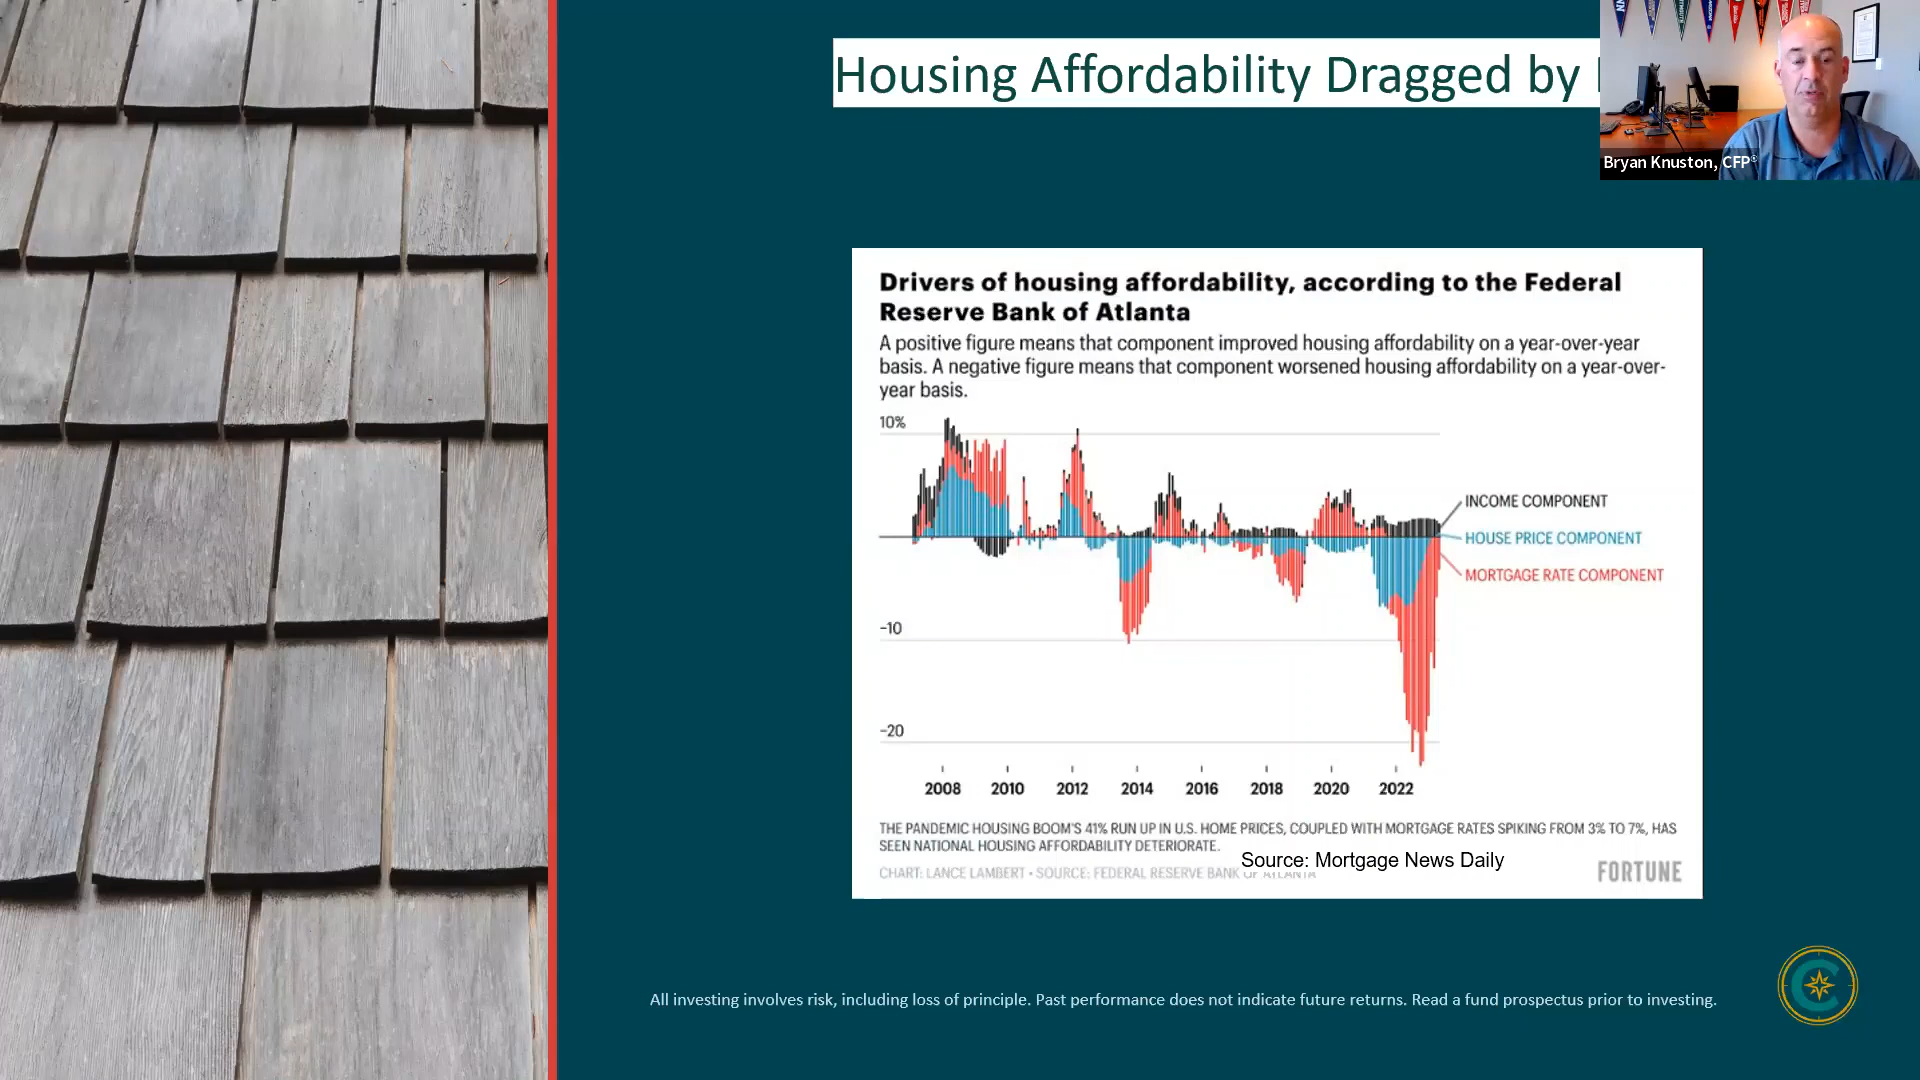 Housing Affordability Dragged by
Bryan Knuston, CFP®
Drivers of housing affordability, according to the Federal
Reserve Bank of Atlanta
A positive figure means that component improved housing affordability on a year-over-year
basis. A negative figure means that component worsened housing affordability on a year-over-
year basis.
10%
INCOME COMPONENT
HOUSE PRICE COMPONENT
MORTGAGE RATE COMPONENT
-10
-20
2008 2010 2012 2014 2016 2018 2020 2022
THE PANDEMIC HOUSING BOOM'S 41% RUN UP IN U.S. HOME PRICES, COUPLED WITH MORTGAGE RATES SPIKING FROM 3% TO 7%, HAS
SEEN NATIONAL HOUSING AFFORDABILITY DETERIORATE.
Source: Mortgage News Daily
CHART: LANCE LAMBERT • SOURCE: FEDERAL RESERVE BANK OF ATLANTA
FORTUNE
All investing involves risk, including loss of principle. Past performance does not indicate future returns. Read a fund prospectus prior to investing.